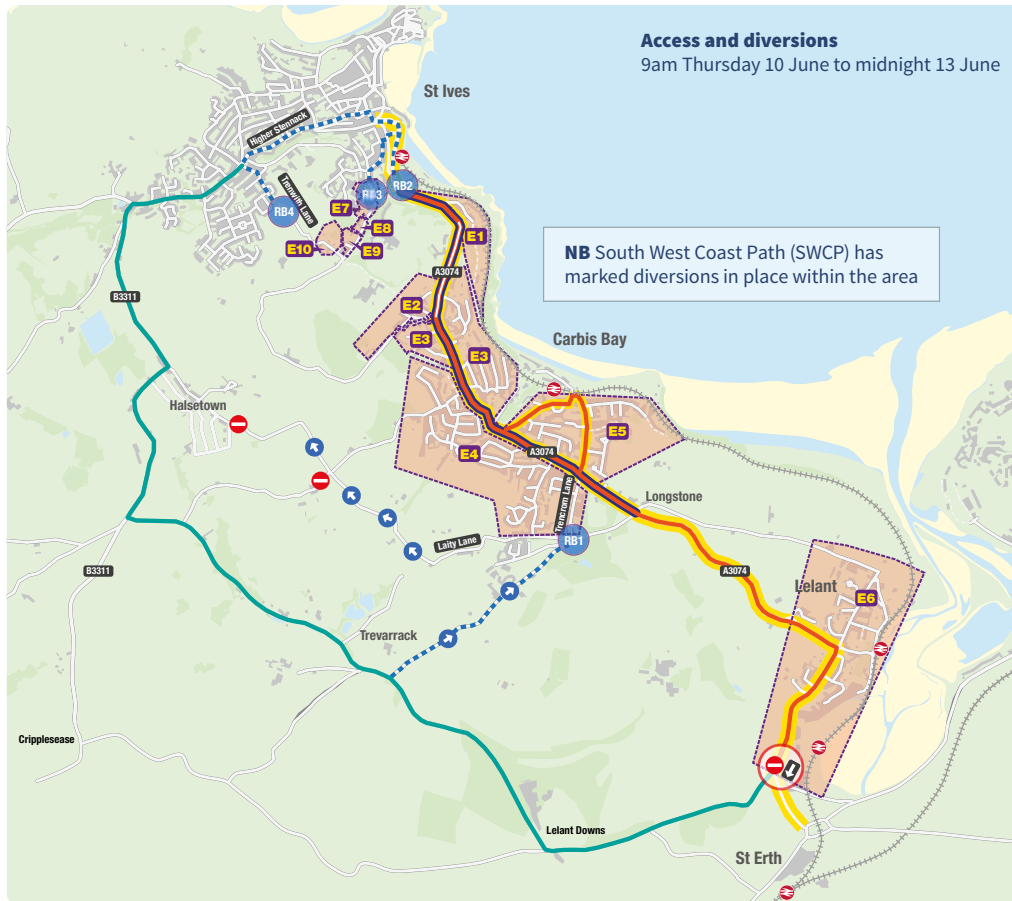 Access and diversions
9am Thursday 10 June to midnight 13 June
St Ives
Higher Stennack
RB2
RB3
E7
Trenwith Lane
RB4
E8
E1
E10
E9
NB South West Coast Path (SWCP) has
marked diversions in place within the area
A3074
B3311
E2
E3
E3
Carbis Bay
Halsetown
E5
E4
A3074
Trencrom Lane
Longstone
RB1
Laity Lane
B3311
A3074
Lelant
E6
Trevarrack
Cripplesease
Lelant Downs
St Erth